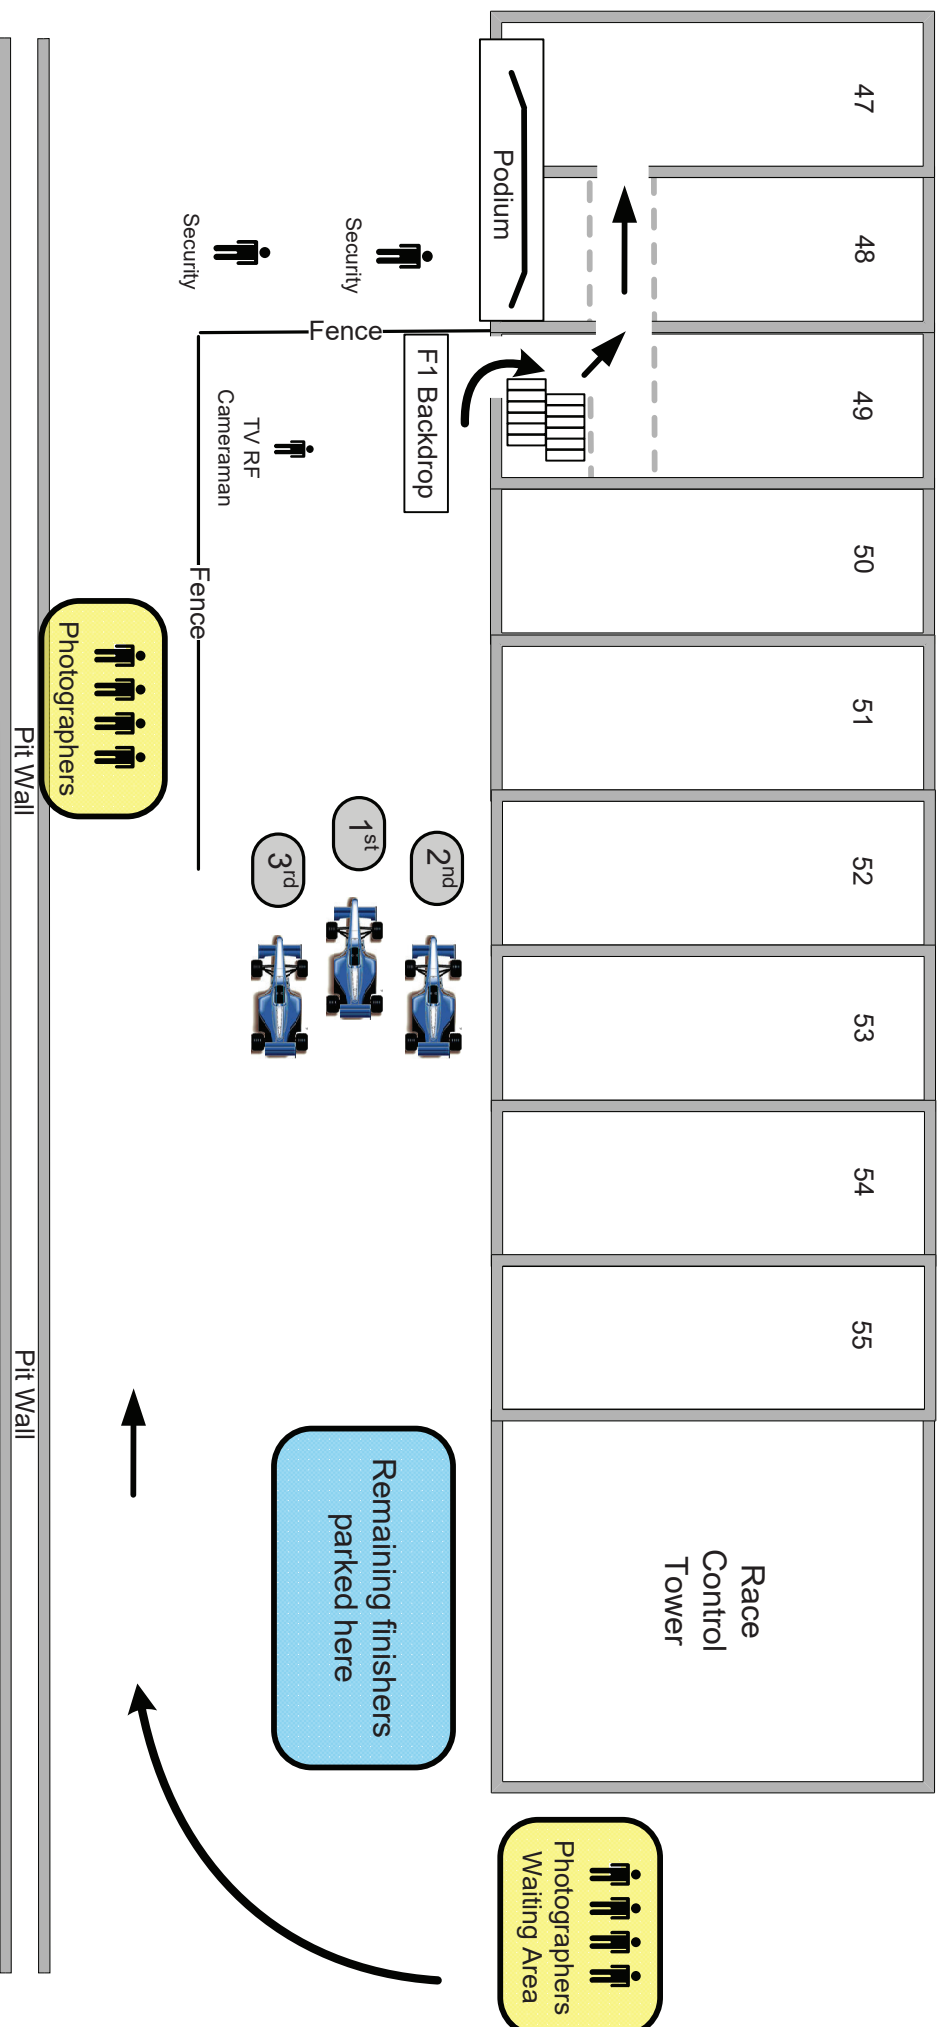 47
48
49
50
51
52
53
54
55
Race
Control
Tower
Podium
F1 Backdrop
Security
Security
Fence
TV RF
Cameraman
Fence
2nd
1st
3rd
Remaining finishers
parked here
Photographers
Waiting Area
Photographers
Pit Wall
Pit Wall